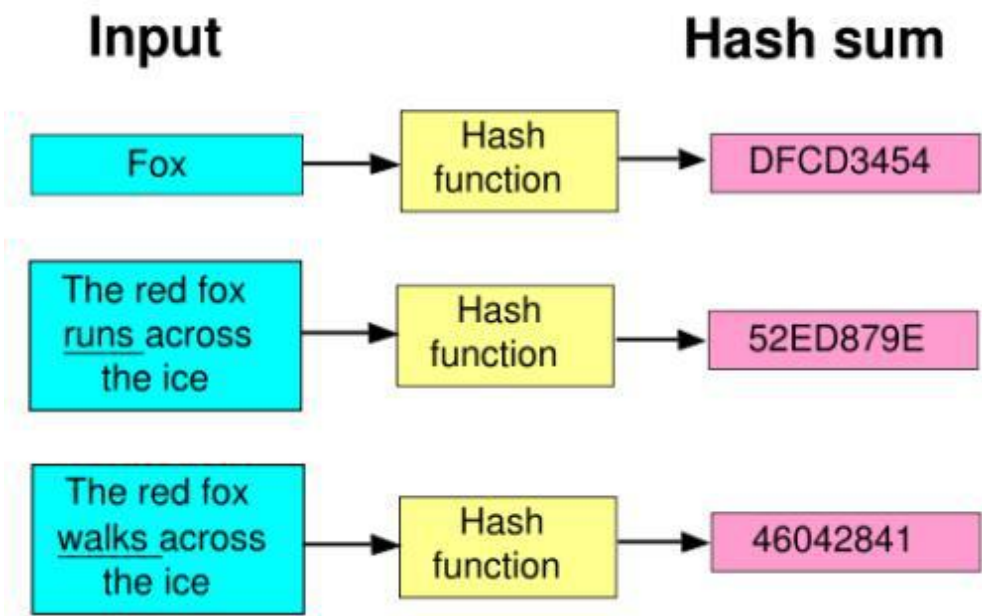 Input
Hash sum
Fox
Hash
function
DFCD3454
The red fox
runs across
the ice
Hash
function
52ED879E
The red fox
walks across
the ice
Hash
function
46042841